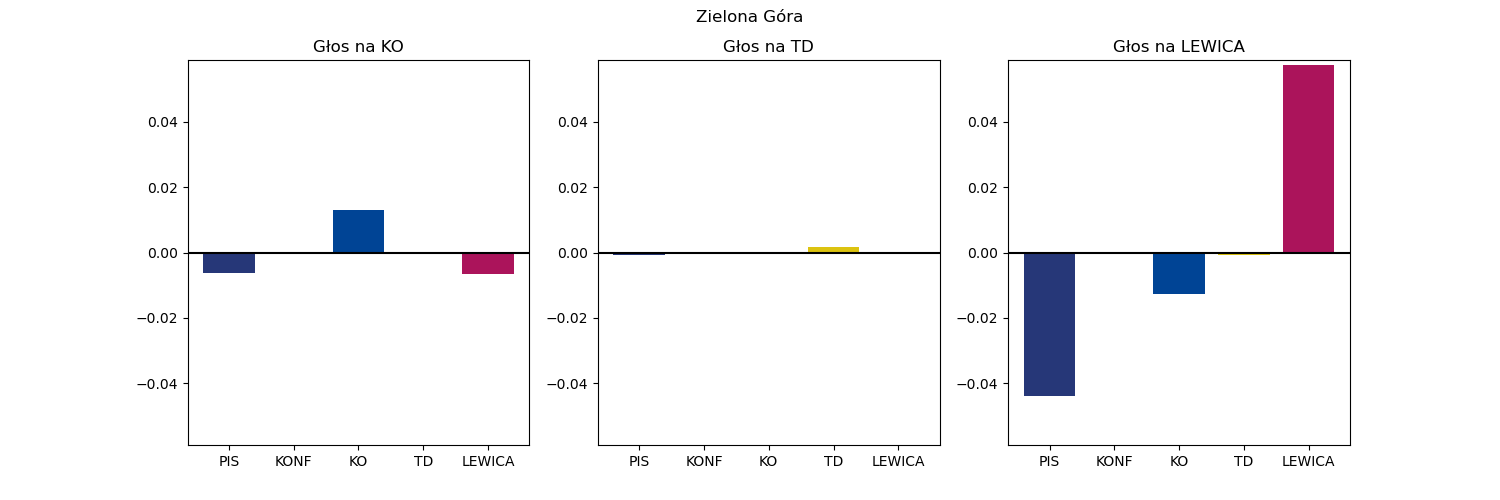 Zielona Góra
Głos na KO
0.04
0.02
0.00
−0.02
−0.04
PIS KONF KO TD LEWICA
Głos na TD
0.04
0.02
0.00
−0.02
−0.04
PIS KONF KO TD LEWICA
Głos na LEWICA
0.04
0.02
0.00
−0.02
−0.04
PIS KONF KO TD LEWICA